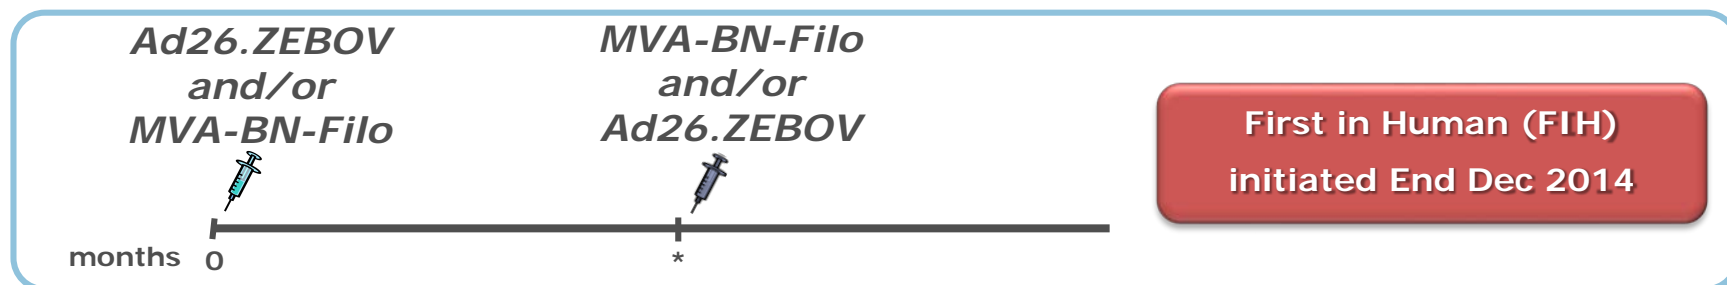 Ad26.ZEBOV
and/or
MVA-BN-Filo
MVA-BN-Filo
and/or
Ad26.ZEBOV
First in Human (FIH)
initiated End Dec 2014
months 0 *